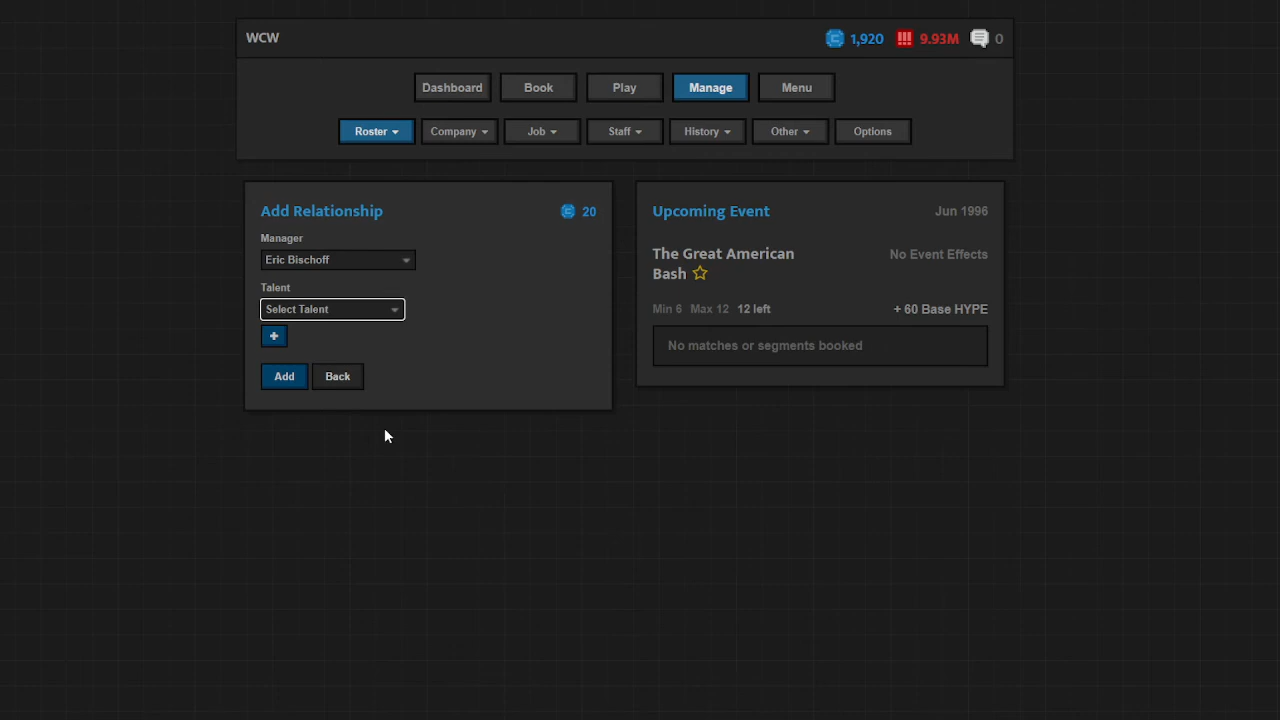 WCW
1,920
9.93M
0
Dashboard
Book
Play
Manage
Menu
Roster
Company
Job
Staff
History
Other
Options
Add Relationship
20
Manager
Eric Bischoff
Talent
Select Talent
+
Add
Back
Upcoming Event
Jun 1996
The Great American
Bash
No Event Effects
Min 6
Max 12
12 left
+ 60 Base HYPE
No matches or segments booked